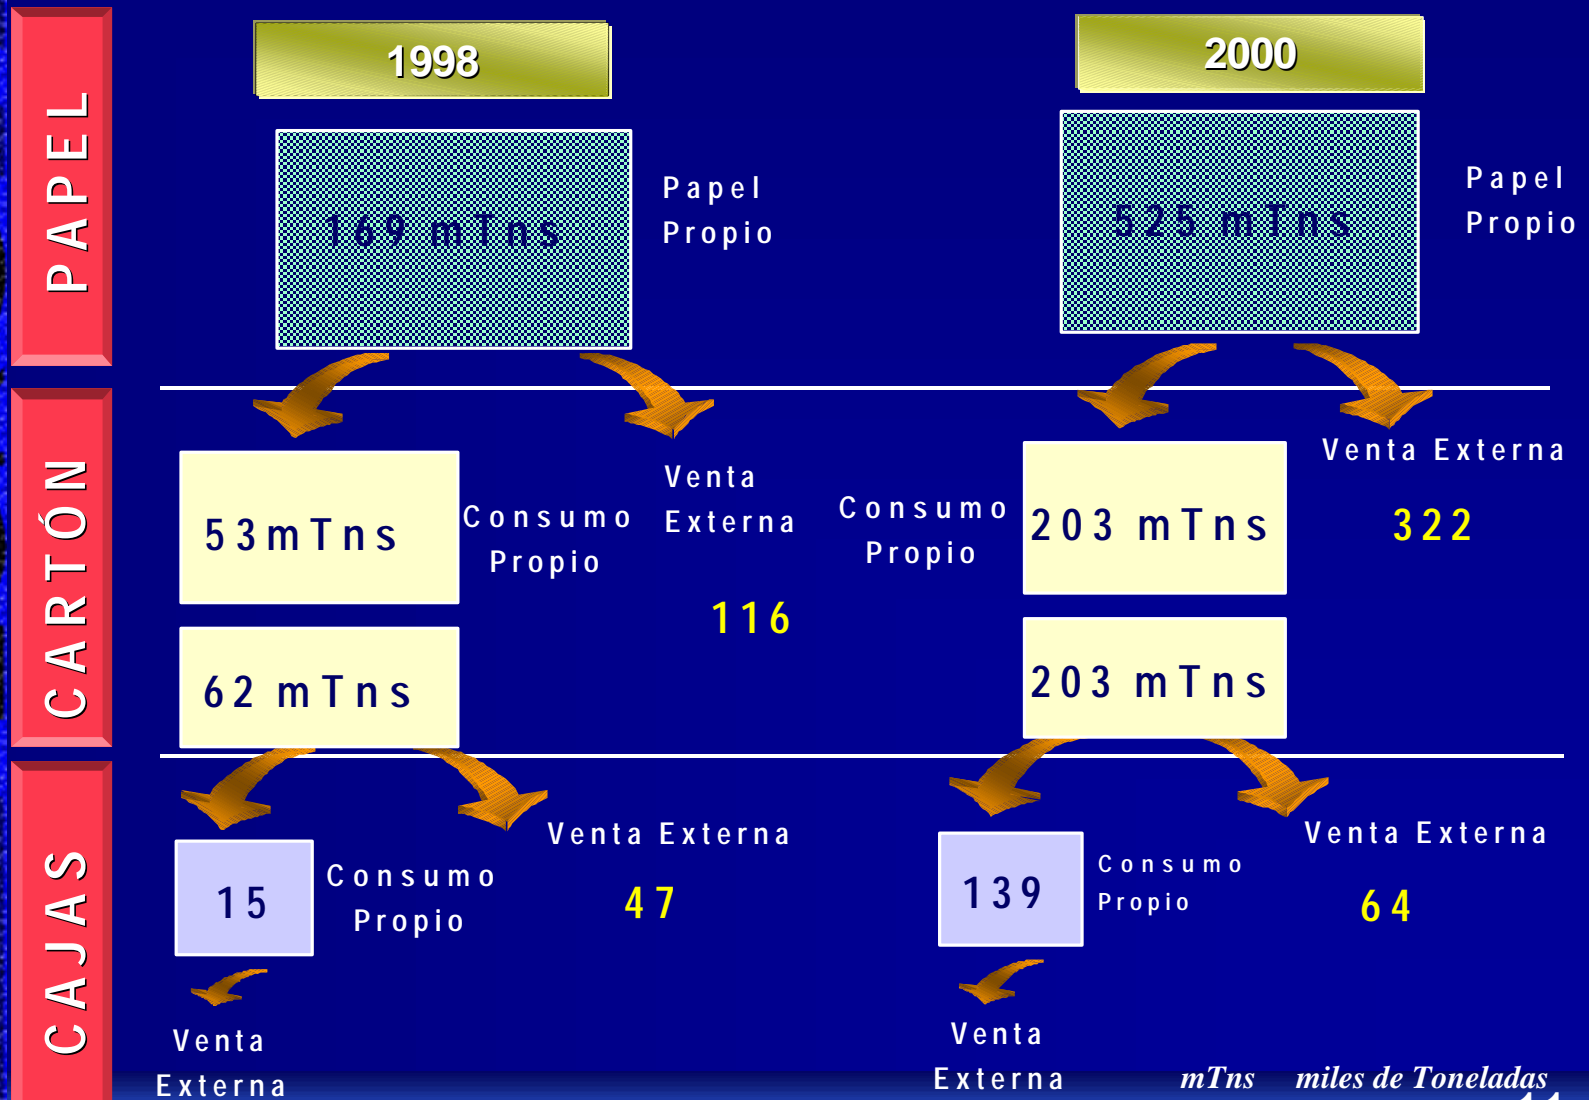 1998
2000
PAPEL
169 mTns
Papel
Propio
525 mTns
Papel
Propio
CARTÓN
53mTns
Consumo
Propio
Venta
Externa
116
62 mTns
Consumo
Propio
203 mTns
Venta Externa
322
203 mTns
CAJAS
15
Consumo
Propio
Venta Externa
47
Venta
Externa
139
Consumo
Propio
Venta Externa
64
Venta
Externa
mTns miles de Toneladas